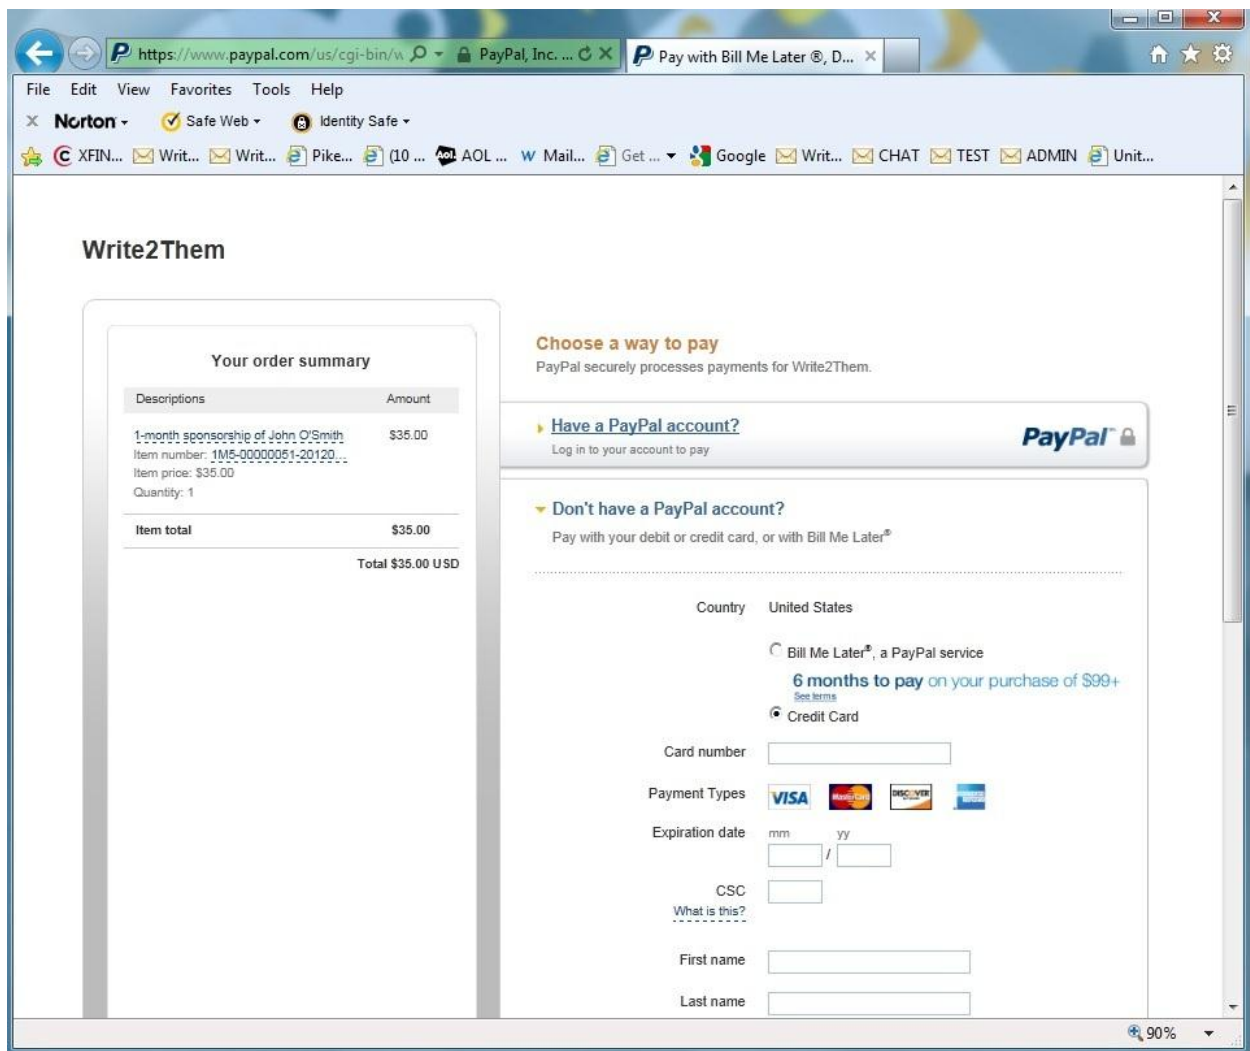 https://www.paypal.com/us/cgi-bin/w PayPal, Inc. ... Pay with Bill Me Later ®, D...
File Edit View Favorites Tools Help
x Norton Safe Web Identity Safe
XFIN... Writ... Writ... Pike... (10 ... AOL ... Mail... Get ... Google Writ... CHAT TEST ADMIN Unit...
Write2Them
Your order summary
Descriptions Amount
1-month sponsorship of John O'Smith $35.00
Item number: 1M5-00000051-20120...
Item price: $35.00
Quantity: 1
Item total $35.00
Total $35.00 USD
Choose a way to pay
PayPal securely processes payments for Write2Them.
Have a PayPal account?
Log in to your account to pay
PayPal
Don't have a PayPal account?
Pay with your debit or credit card, or with Bill Me Later®
Country United States
Bill Me Later®, a PayPal service
6 months to pay on your purchase of $99+
See terms
Credit Card
Card number
Payment Types VISA MasterCard DISCOVER
Expiration date mm yy
/
CSC
What is this?
First name
Last name
90%